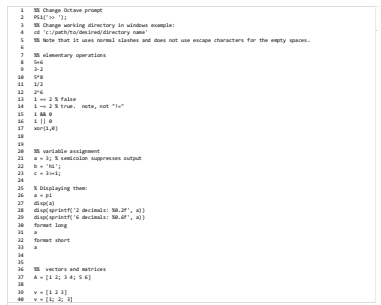 1 %% Change Octave prompt
2 PS1('>> ');
3 %% Change working directory in windows example:
4 cd 'c:/path/to/desired/directory name'
5 %% Note that it uses normal slashes and does not use escape characters for the empty spaces.
6
7 %% elementary operations
8 5+6
9 3-2
10 5*8
11 1/2
12 2^6
13 1 == 2 % false
14 1 ~= 2 % true. note, not "!="
15 1 && 0
16 1 || 0
17 xor(1,0)
18
19
20 %% variable assignment
21 a = 3; % semicolon suppresses output
22 b = 'hi';
23 c = 3>=1;
24
25 % Displaying them:
26 a = pi
27 disp(a)
28 disp(sprintf('2 decimals: %0.2f', a))
29 disp(sprintf('6 decimals: %0.6f', a))
30 format long
31 a
32 format short
33 a
34
35
36 %% vectors and matrices
37 A = [1 2; 3 4; 5 6]
38
39 v = [1 2 3]
40 v = [1; 2; 3]